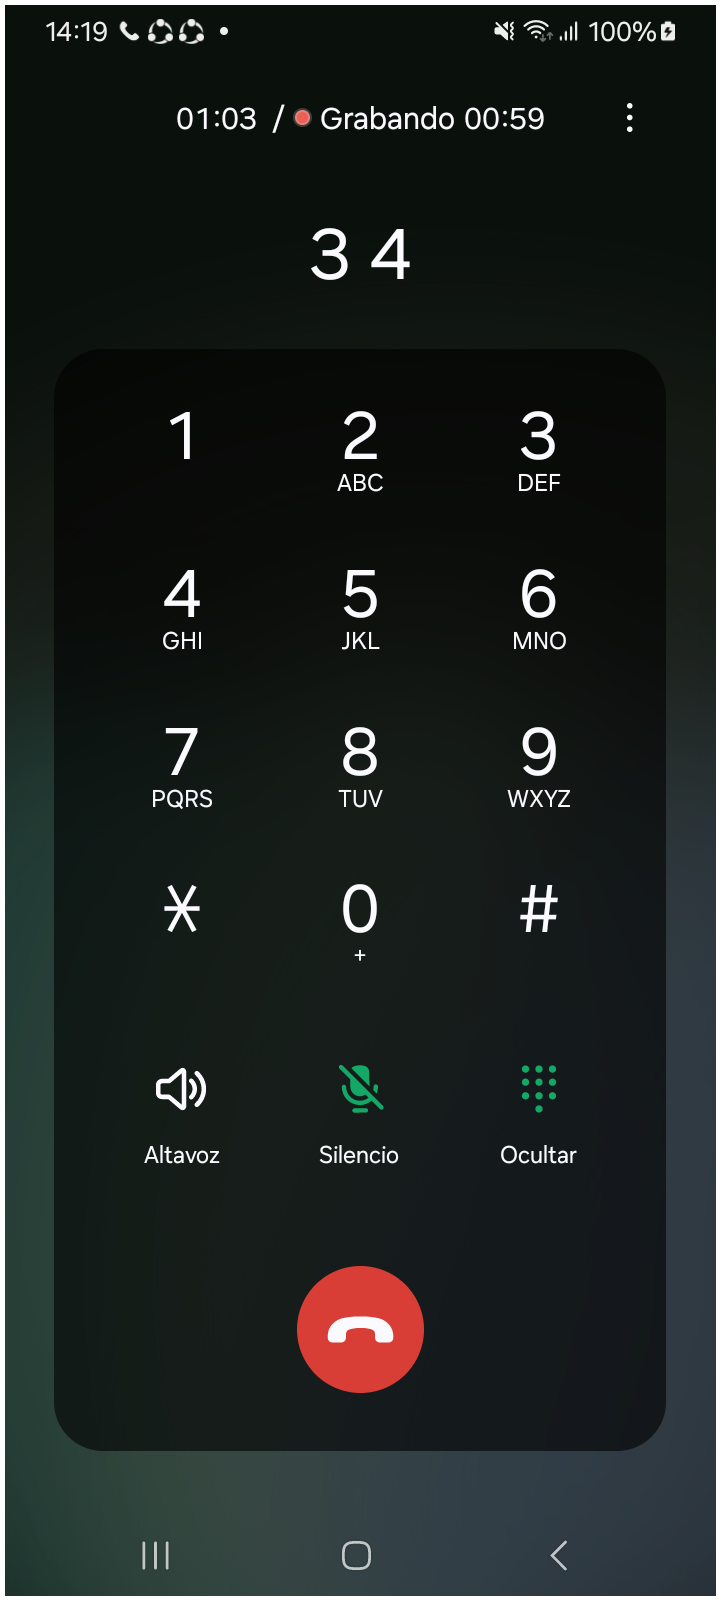 14:19 100%
01:03 / Grabando 00:59
3 4
1 2 3
ABC DEF
4 5 6
GHI JKL MNO
7 8 9
PQRS TUV WXYZ
* 0 #
+
Altavoz Silencio Ocultar